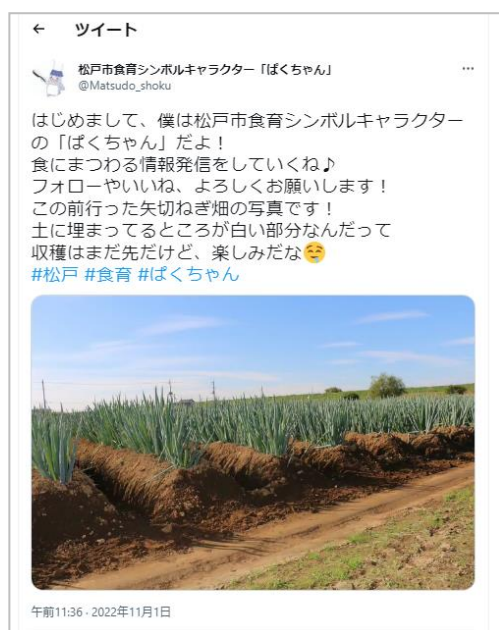 ← ツイート
松戸市食育シンボルキャラクター「ぱくちゃん」
@Matsudo_shoku
はじめまして、僕は松戸市食育シンボルキャラクター
の「ぱくちゃん」だよ！
食にまつわる情報発信をしていくね♪
フォローやいいね、よろしくお願いします！
この前行った矢切ねぎ畑の写真です！
土に埋まってるところが白い部分なんだって
収穫はまだ先だけど、楽しみだな🤤
#松戸 #食育 #ぱくちゃん
午前11:36 · 2022年11月1日